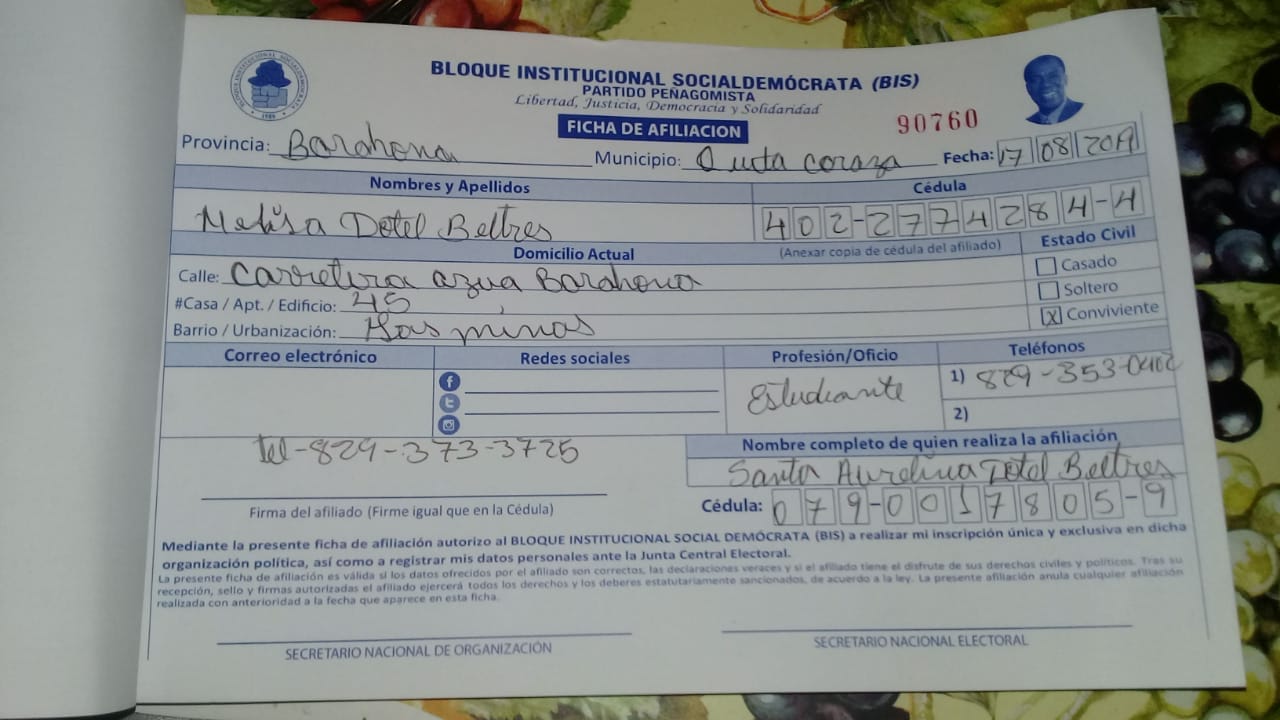 BLOQUE INSTITUCIONAL SOCIALDEMÓCRATA (BIS)
PARTIDO PEÑAGOMISTA
Libertad, Justicia, Democracia y Solidaridad
FICHA DE AFILIACION
90760
Provincia: Barahona Municipio: Quita coraza Fecha: 17 08 2019
Nombres y Apellidos Cédula
Melisa Dotel Beltres 402-2774284-4
Domicilio Actual (Anexar copia de cédula del afiliado) Estado Civil
Calle: Carretera azua Barahona Casado
#Casa / Apt. / Edificio: 45 Soltero
Barrio / Urbanización: Las minas X Conviviente
Correo electrónico Redes sociales Profesión/Oficio Teléfonos
Estudiante 1) 829-353-0402
2)
Tel-829-373-3725 Nombre completo de quien realiza la afiliación
Santa Aurelina Dotel Beltres
Cédula: 079-0017805-9
Firma del afiliado (Firme igual que en la Cédula)
Mediante la presente ficha de afiliación autorizo al BLOQUE INSTITUCIONAL SOCIAL DEMÓCRATA (BIS) a realizar mi inscripción única y exclusiva en dicha
organización política, así como a registrar mis datos personales ante la Junta Central Electoral.
La presente ficha de afiliación es válida si los datos ofrecidos por el afiliado son correctos, las declaraciones veraces y si el afiliado tiene el disfrute de sus derechos civiles y políticos. Tras su
recepción, sello y firmas autorizadas el afiliado ejercerá todos los derechos y los deberes estatutariamente sancionados, de acuerdo a la ley. La presente afiliación anula cualquier afiliación
realizada con anterioridad a la fecha que aparece en esta ficha.
SECRETARIO NACIONAL DE ORGANIZACIÓN SECRETARIO NACIONAL ELECTORAL